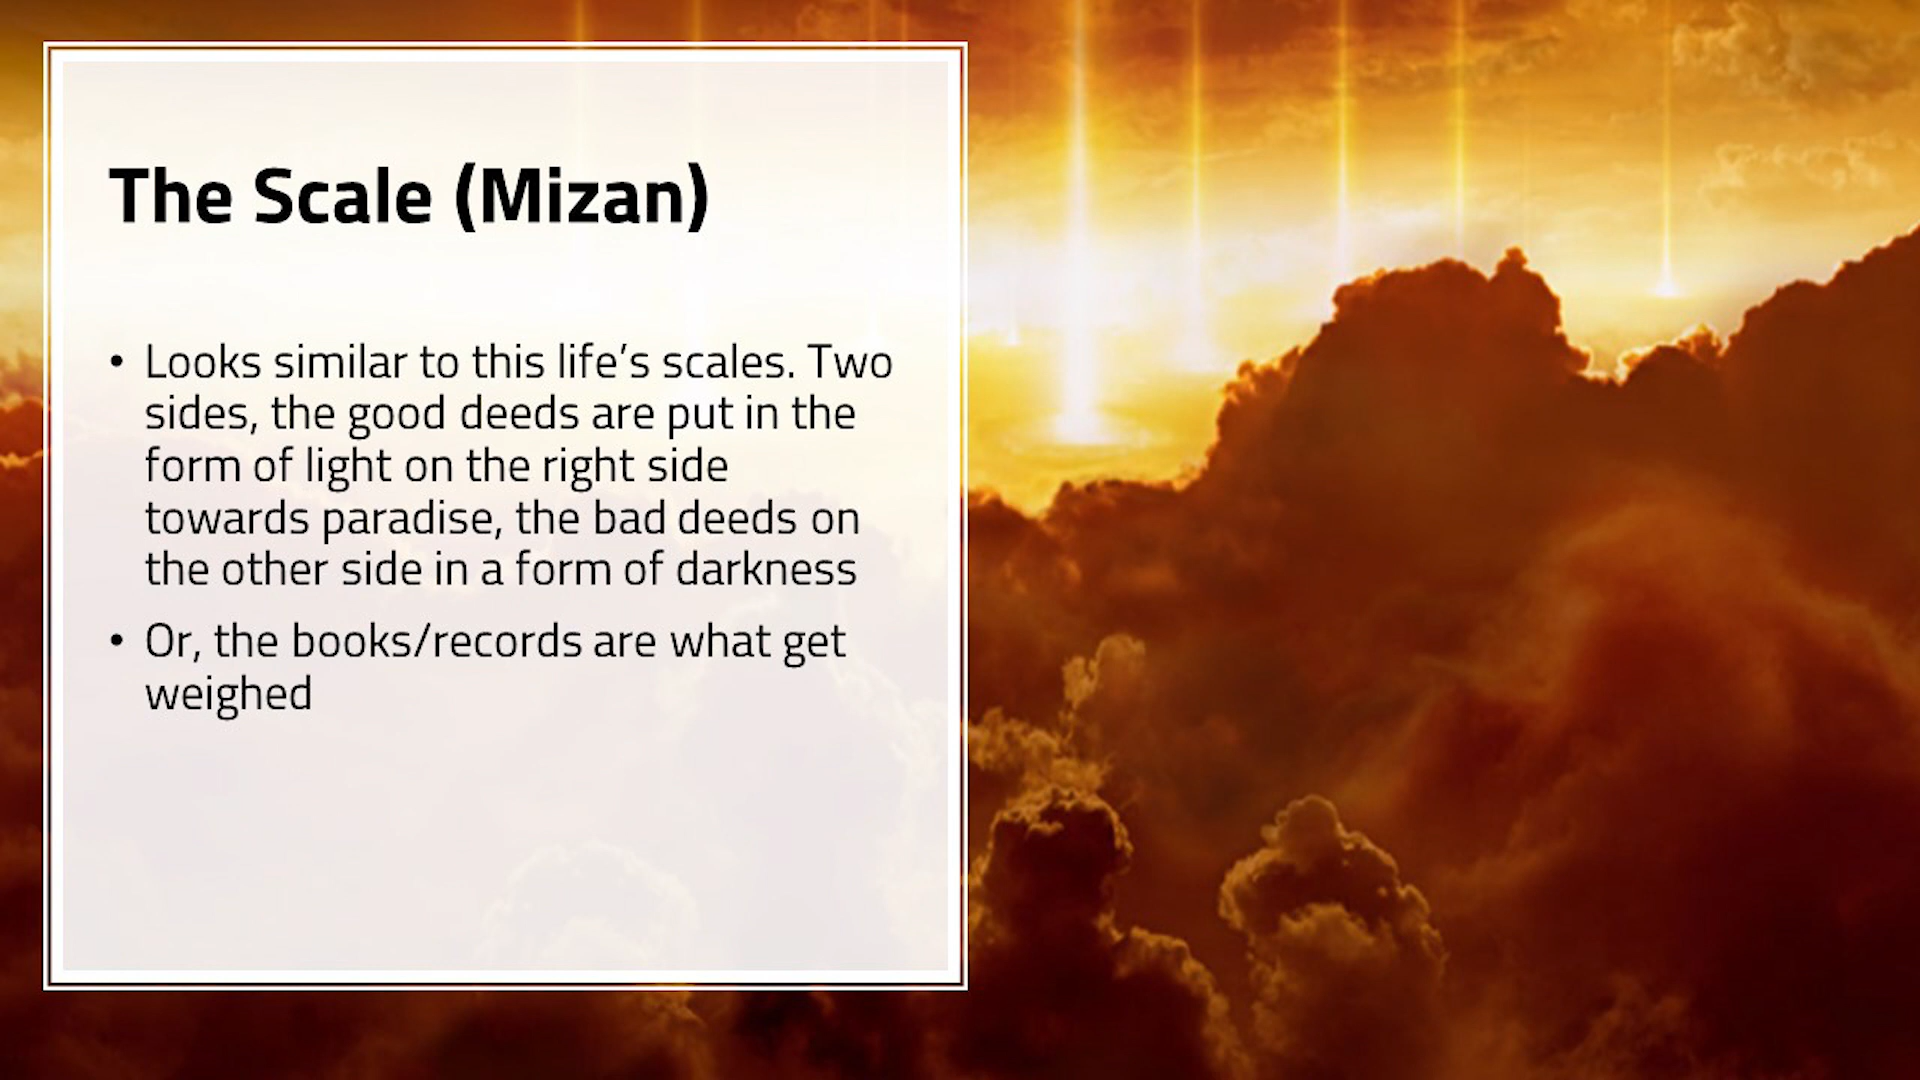 The Scale (Mizan)
• Looks similar to this life’s scales. Two
sides, the good deeds are put in the
form of light on the right side
towards paradise, the bad deeds on
the other side in a form of darkness
• Or, the books/records are what get
weighed